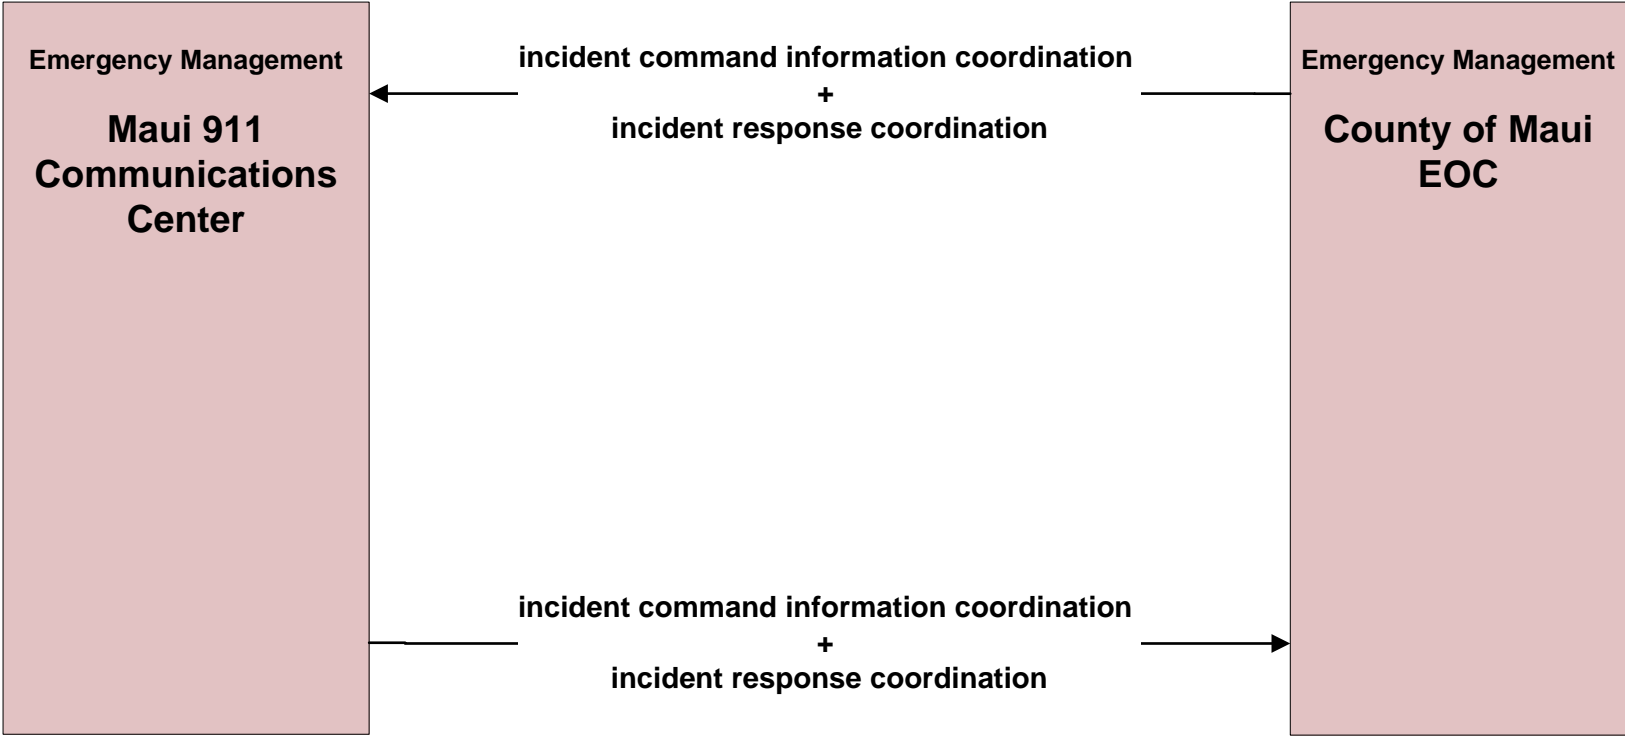 Emergency Management
Maui 911
Communications
Center
incident command information coordination
+
incident response coordination
Emergency Management
County of Maui
EOC
incident command information coordination
+
incident response coordination